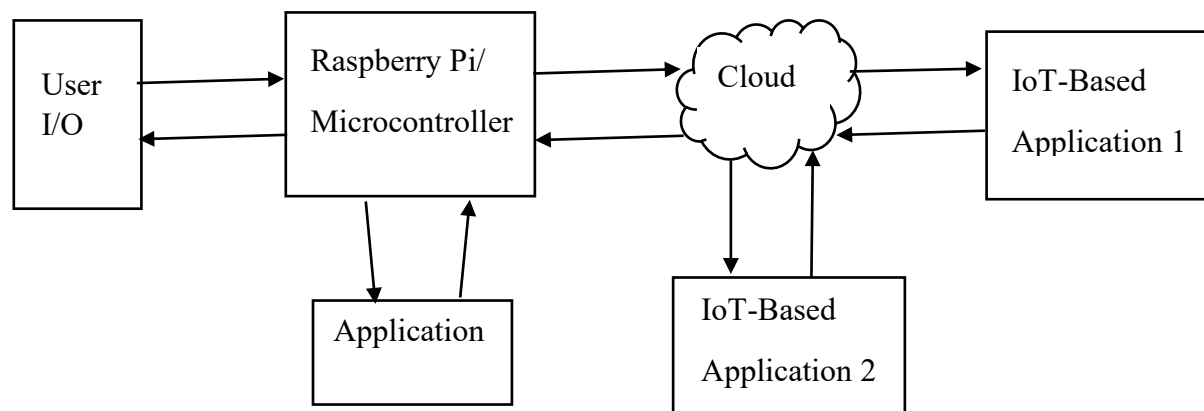 User
I/O
Raspberry Pi/
Microcontroller
Cloud
IoT-Based
Application 1
Application
IoT-Based
Application 2